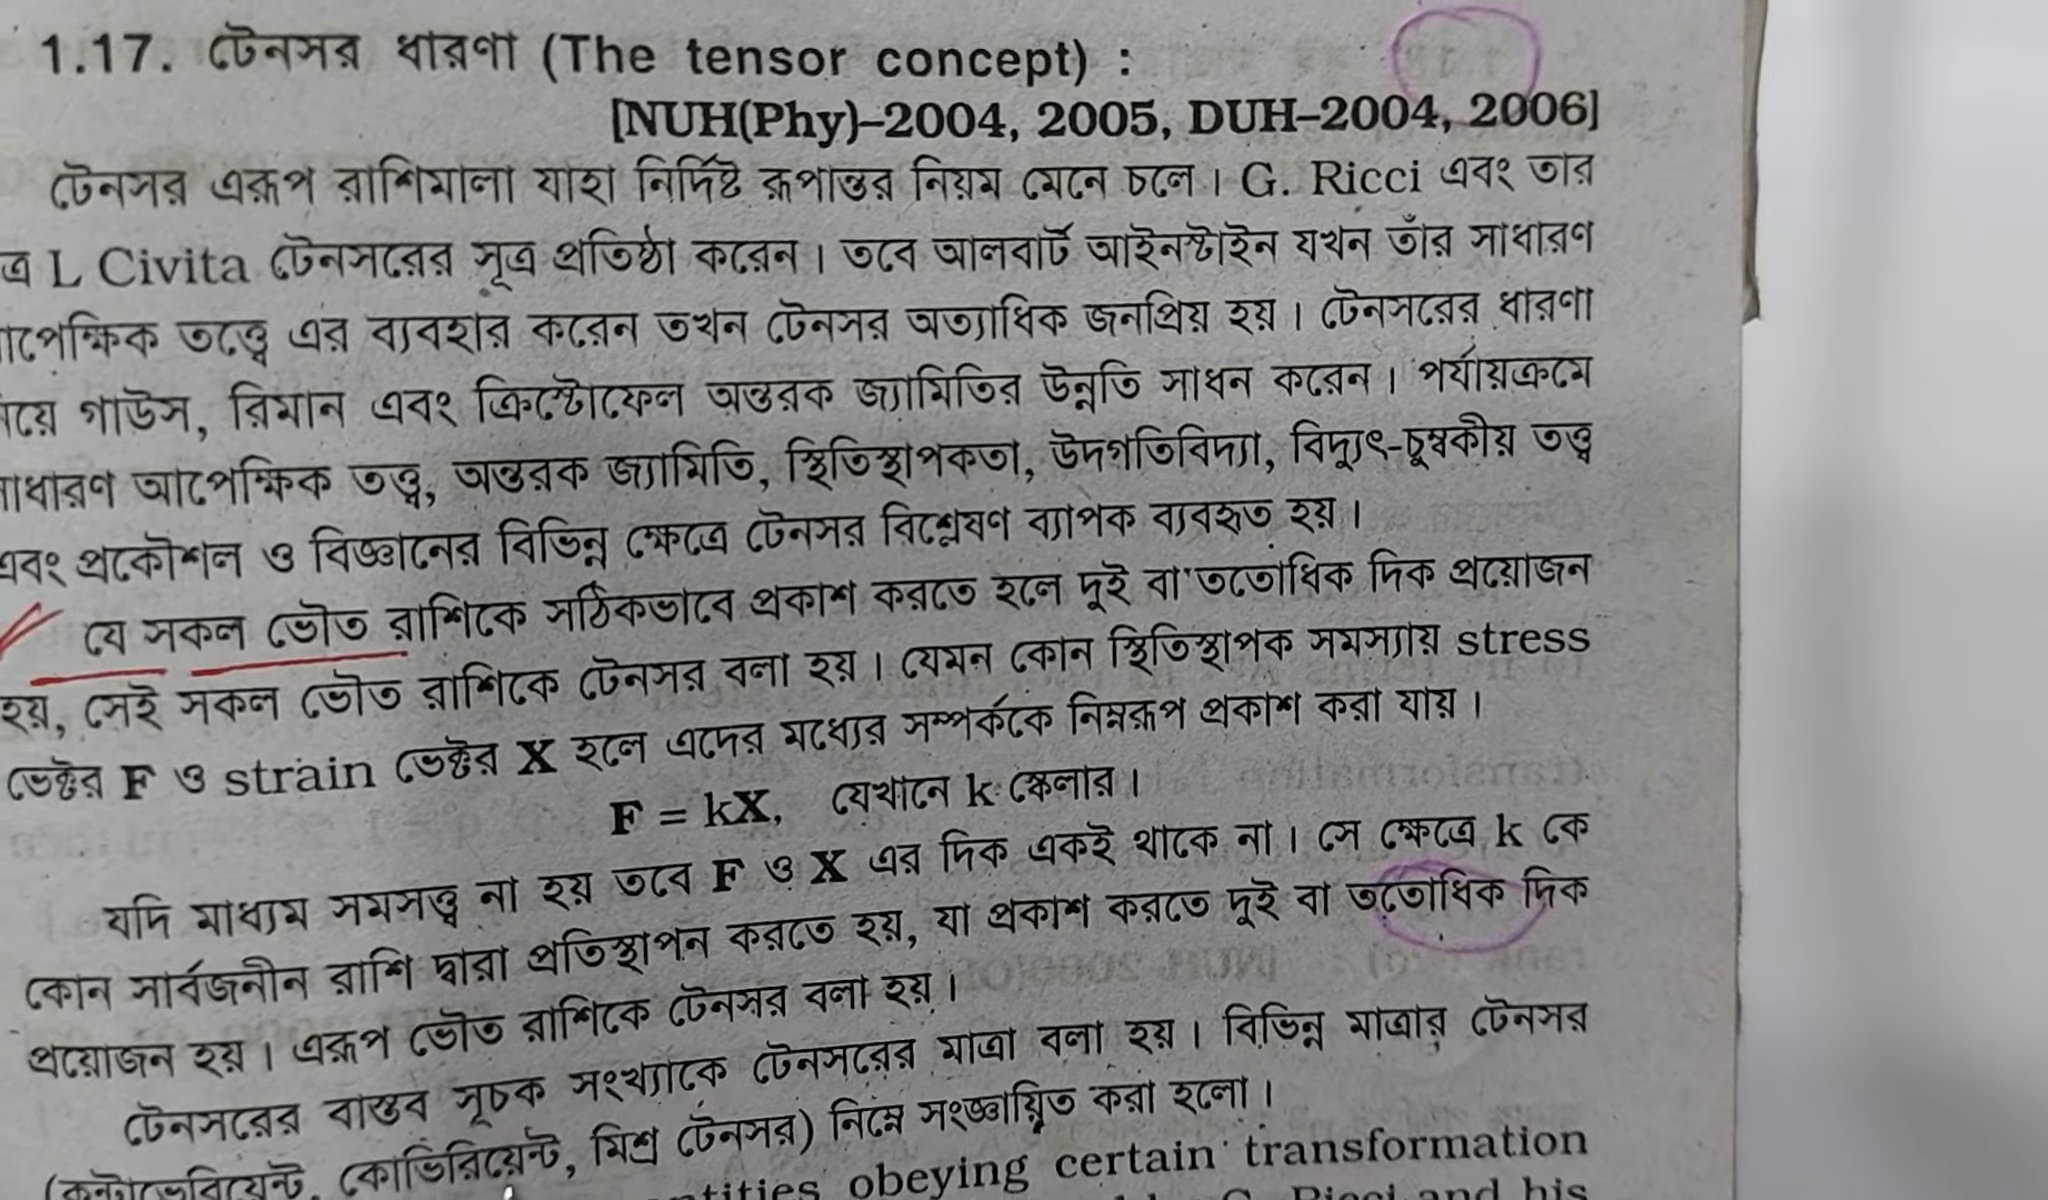 1.17. টেনসর ধারণা (The tensor concept) :
[NUH(Phy)–2004, 2005, DUH–2004, 2006]
টেনসর এরূপ রাশিমালা যাহা নির্দিষ্ট রূপান্তর নিয়ম মেনে চলে। G. Ricci এবং তার
ত্র L Civita টেনসরের সূত্র প্রতিষ্ঠা করেন। তবে আলবার্ট আইনস্টাইন যখন তাঁর সাধারণ
াপেক্ষিক তত্ত্বে এর ব্যবহার করেন তখন টেনসর অত্যাধিক জনপ্রিয় হয়। টেনসরের ধারণা
িয়ে গাউস, রিমান এবং ক্রিস্টোফেল অন্তরক জ্যামিতির উন্নতি সাধন করেন। পর্যায়ক্রমে
াধারণ আপেক্ষিক তত্ত্ব, অন্তরক জ্যামিতি, স্থিতিস্থাপকতা, উদগতিবিদ্যা, বিদ্যুৎ-চুম্বকীয় তত্ত্ব
এবং প্রকৌশল ও বিজ্ঞানের বিভিন্ন ক্ষেত্রে টেনসর বিশ্লেষণ ব্যাপক ব্যবহৃত হয়।
যে সকল ভৌত রাশিকে সঠিকভাবে প্রকাশ করতে হলে দুই বা ততোধিক দিক প্রয়োজন
হয়, সেই সকল ভৌত রাশিকে টেনসর বলা হয়। যেমন কোন স্থিতিস্থাপক সমস্যায় stress
ভেক্টর F ও strain ভেক্টর X হলে এদের মধ্যের সম্পর্ককে নিম্নরূপ প্রকাশ করা যায়।
F = kX, যেখানে k স্কেলার।
যদি মাধ্যম সমসত্ত্ব না হয় তবে F ও X এর দিক একই থাকে না। সে ক্ষেত্রে k কে
কোন সার্বজনীন রাশি দ্বারা প্রতিস্থাপন করতে হয়, যা প্রকাশ করতে দুই বা ততোধিক দিক
প্রয়োজন হয়। এরূপ ভৌত রাশিকে টেনসর বলা হয়।
টেনসরের বাস্তব সূচক সংখ্যাকে টেনসরের মাত্রা বলা হয়। বিভিন্ন মাত্রার টেনসর
(কন্ট্রাভেরিয়েন্ট, কোভিরিয়েন্ট, মিশ্র টেনসর) নিম্নে সংজ্ঞায়িত করা হলো।
obeying certain transformation
and his